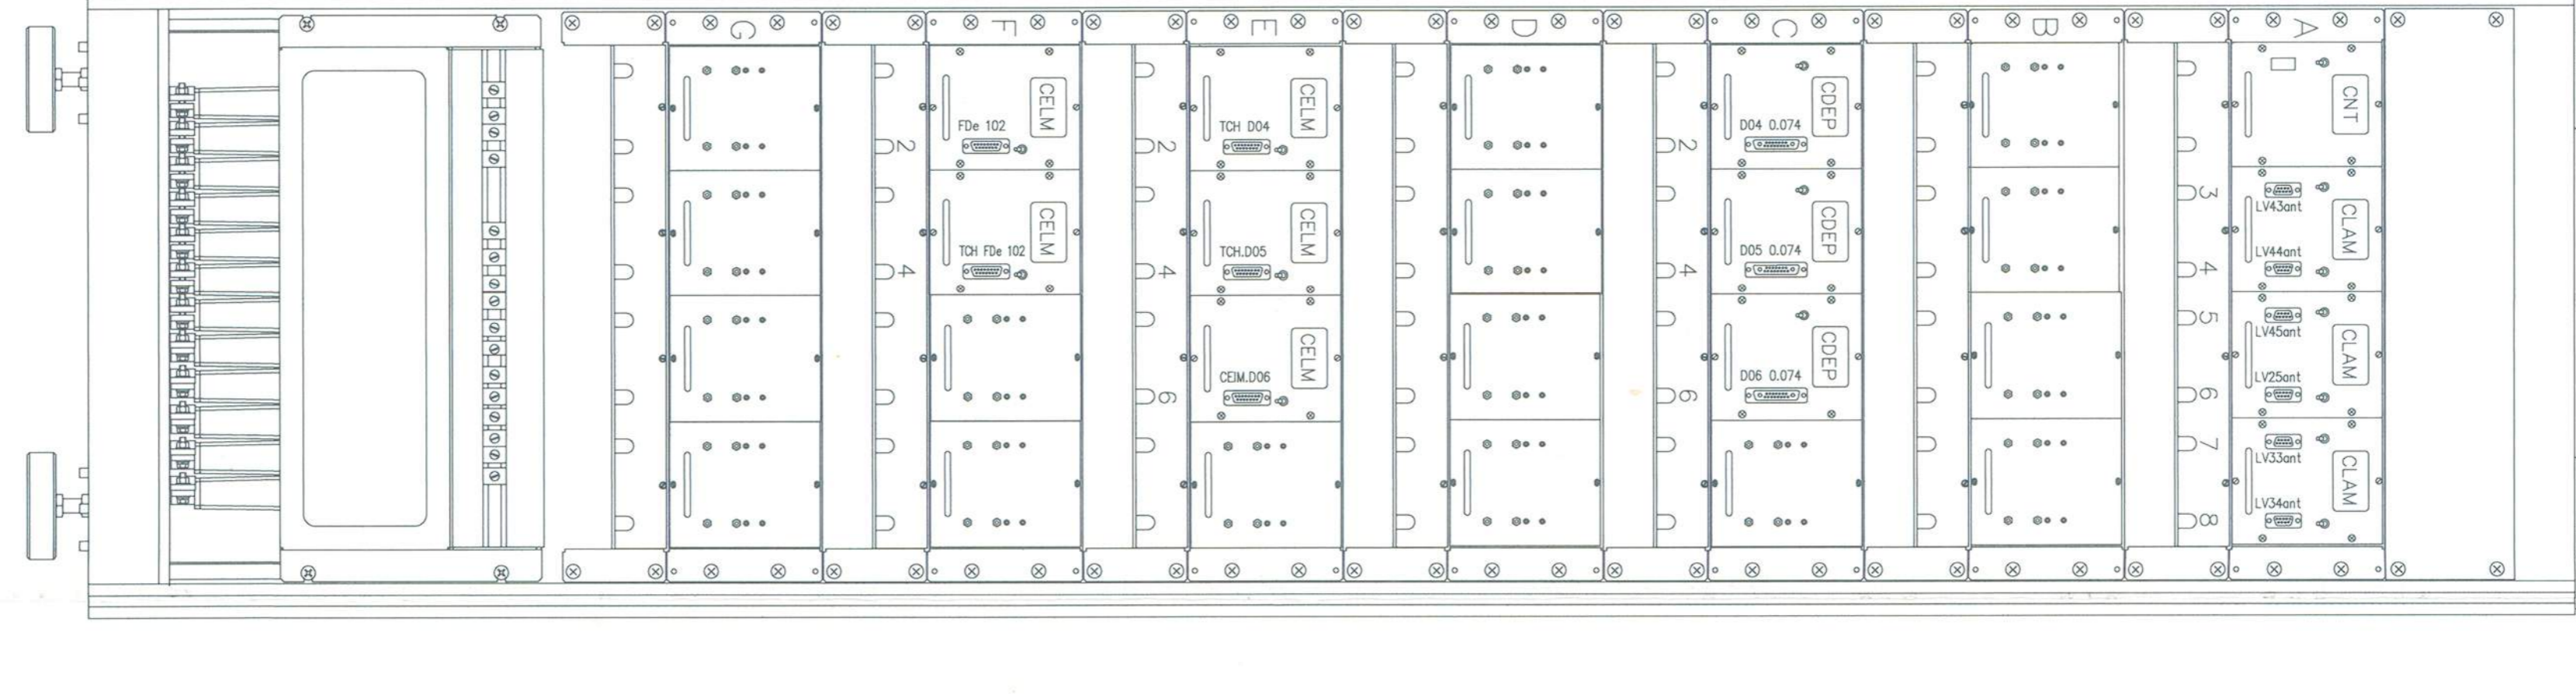 G
F
E
D
C
B
A
CELM
FDe 102
2
CELM
TCH FDe 102
4
CELM
TCH D04
2
CELM
TCH.D05
4
CELM
CEIM.D06
6
CDEP
D04 0.074
2
CDEP
D05 0.074
4
CDEP
D06 0.074
6
CNT
3
LV43ant
CLAM
4
LV44ant
5
LV45ant
CLAM
6
LV25ant
7
LV33ant
CLAM
8
LV34ant